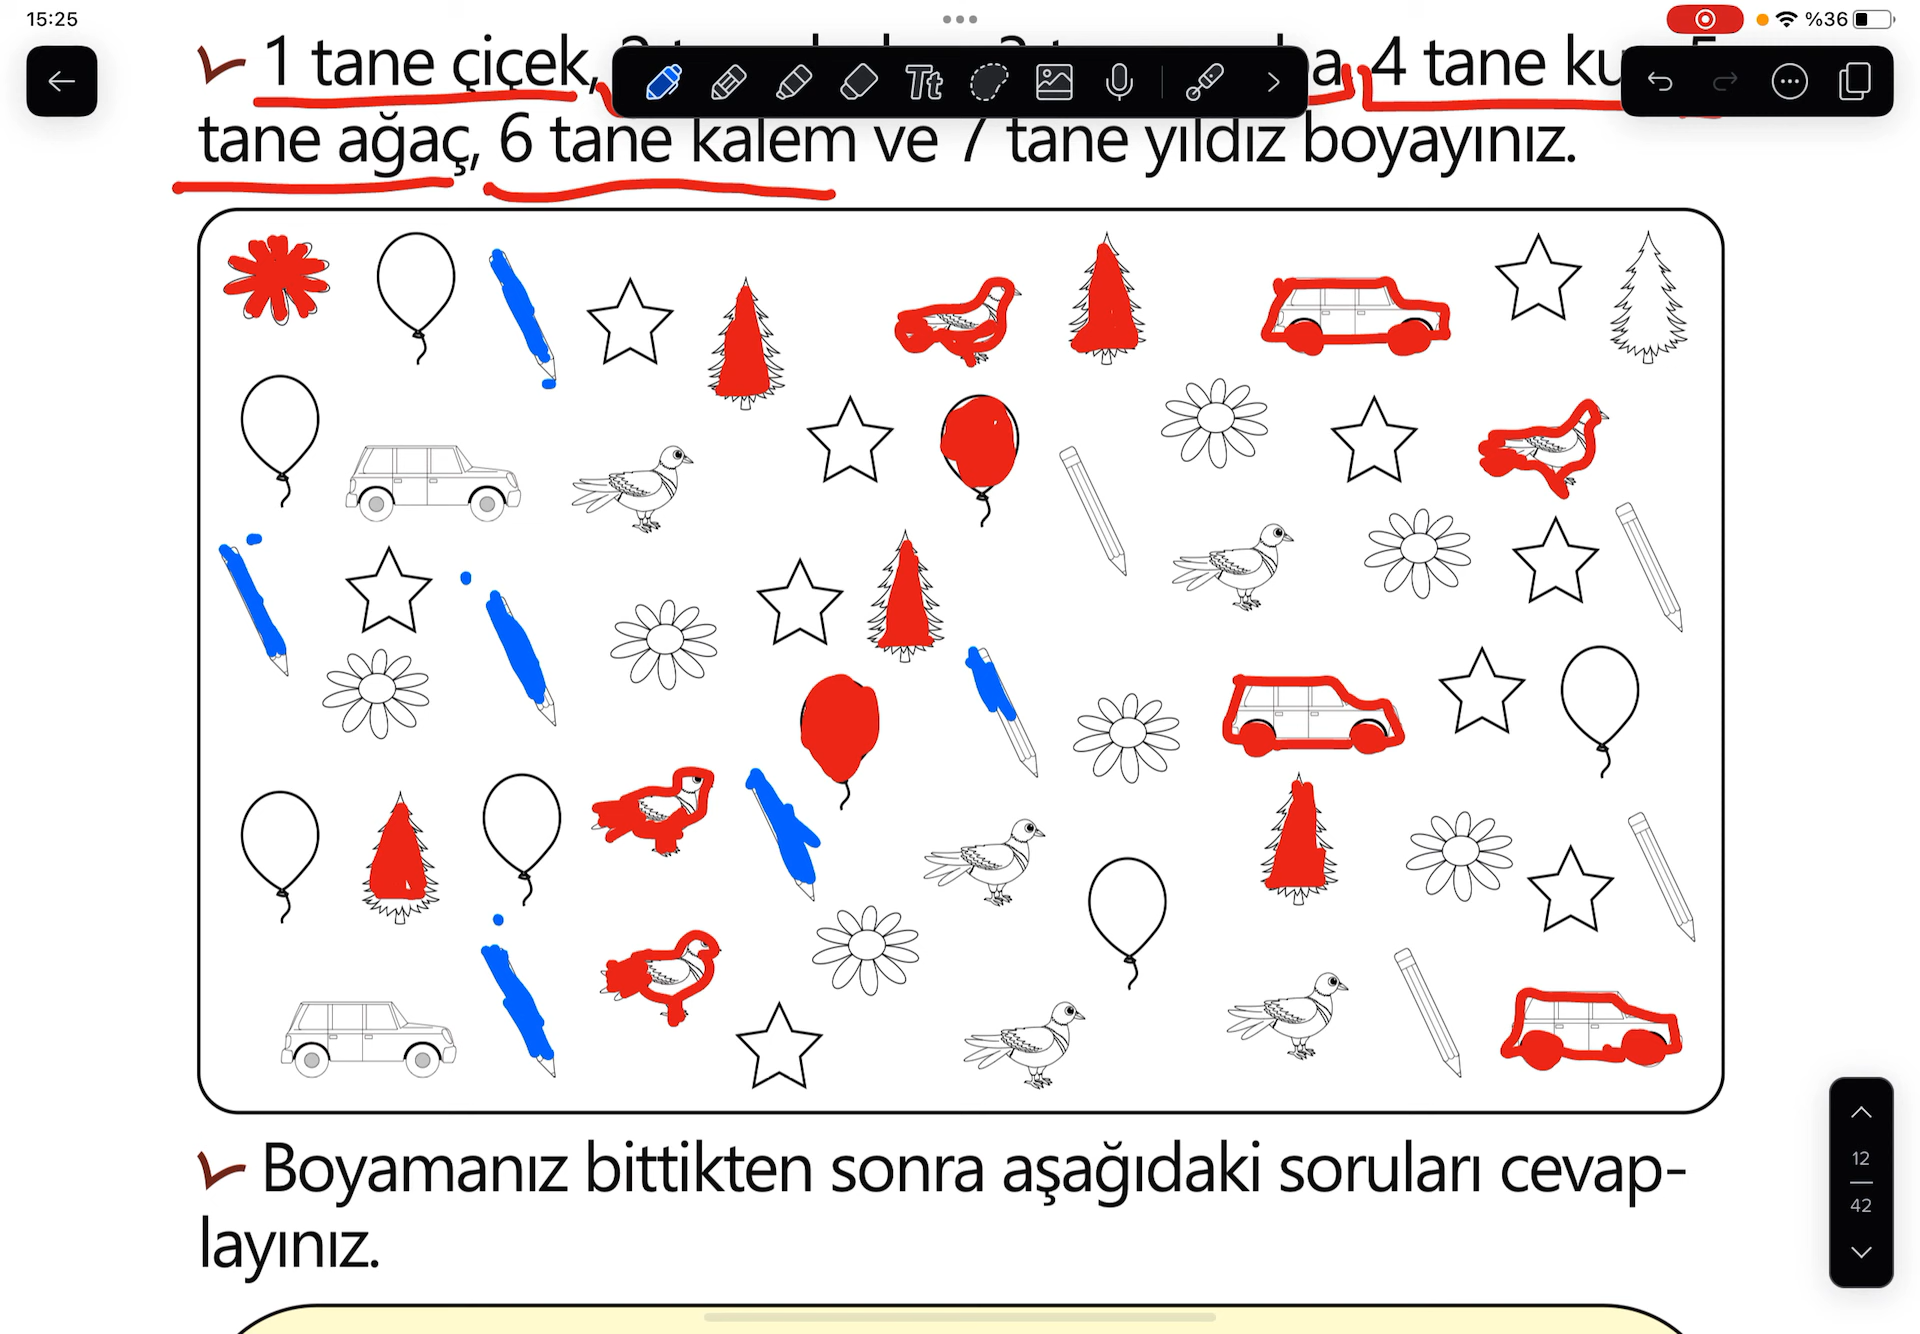 15:25
%36
1 tane çiçek, 4 tane ku
tane ağaç, 6 tane kalem ve 7 tane yıldız boyayınız.
Tt
Boyamanız bittikten sonra aşağıdaki soruları cevap-
layınız.
12
42